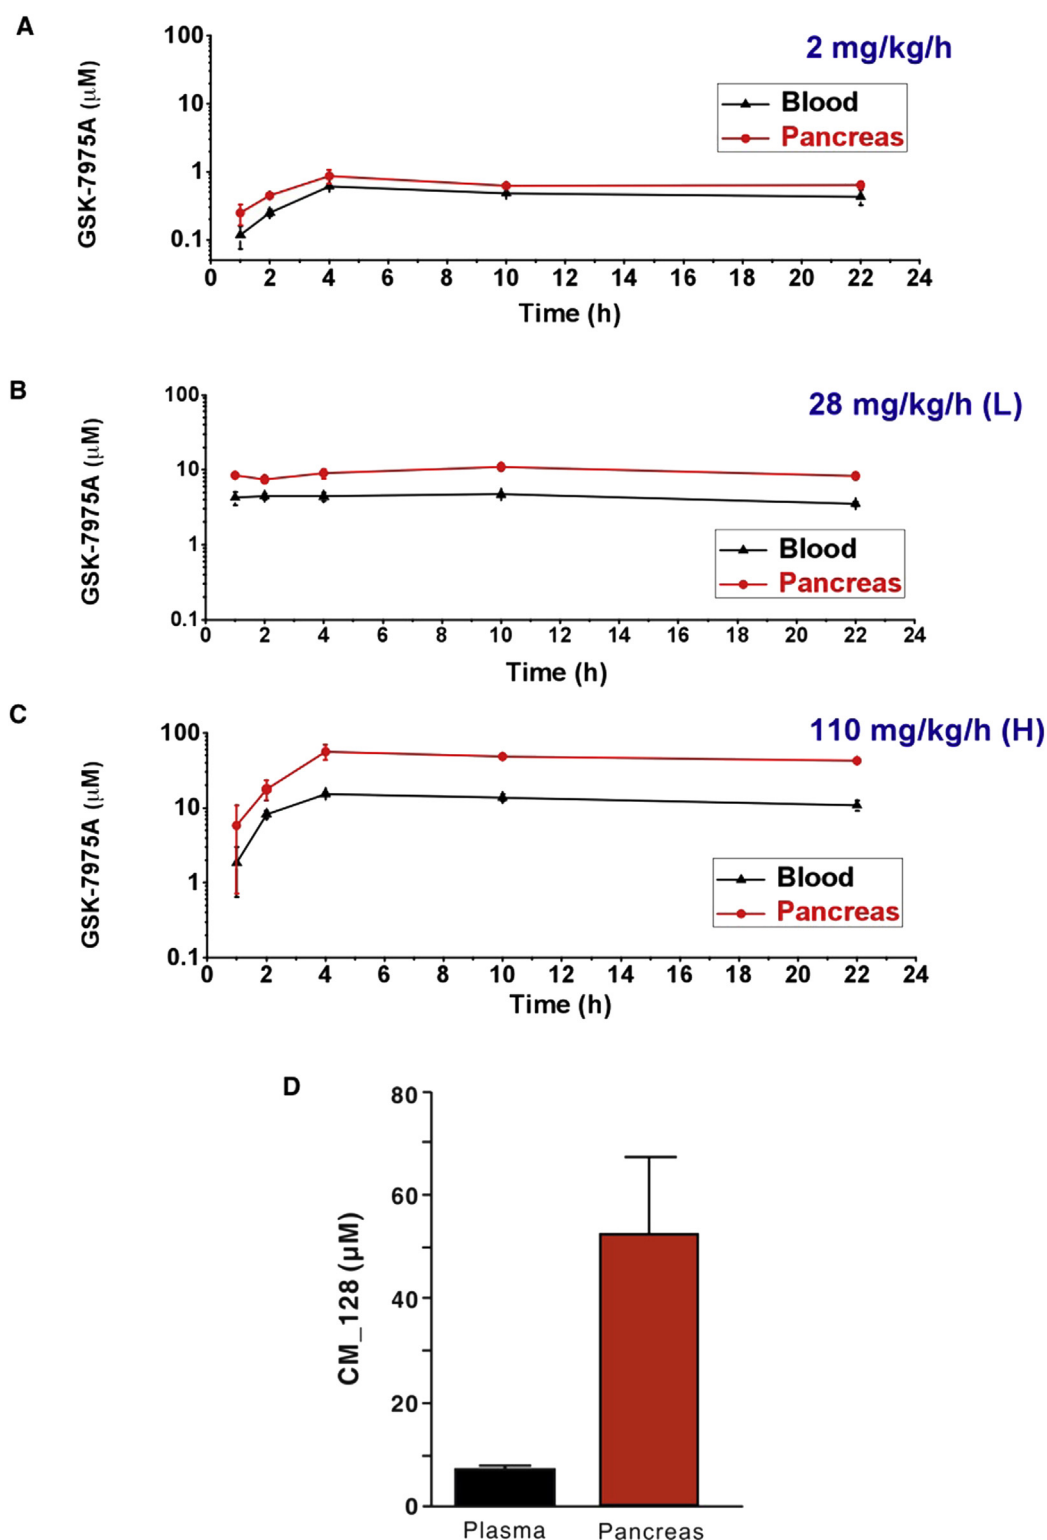 A
2 mg/kg/h
GSK-7975A (μM)
100
10
1
0.1
Blood
Pancreas
0 2 4 6 8 10 12 14 16 18 20 22 24
Time (h)
B
28 mg/kg/h (L)
GSK-7975A (μM)
100
10
1
0.1
Blood
Pancreas
0 2 4 6 8 10 12 14 16 18 20 22 24
Time (h)
C
110 mg/kg/h (H)
GSK-7975A (μM)
100
10
1
0.1
Blood
Pancreas
0 2 4 6 8 10 12 14 16 18 20 22 24
Time (h)
D
CM_128 (μM)
80
60
40
20
0
Plasma Pancreas